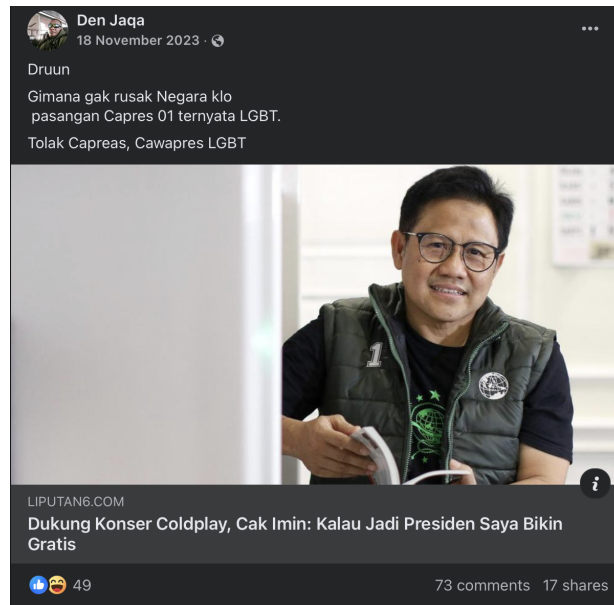 Den Jaqa
18 November 2023 ·
Druun
Gimana gak rusak Negara klo
pasangan Capres 01 ternyata LGBT.
Tolak Capreas, Cawapres LGBT
1
i
LIPUTAN6.COM
Dukung Konser Coldplay, Cak Imin: Kalau Jadi Presiden Saya Bikin
Gratis
49
73 comments 17 shares